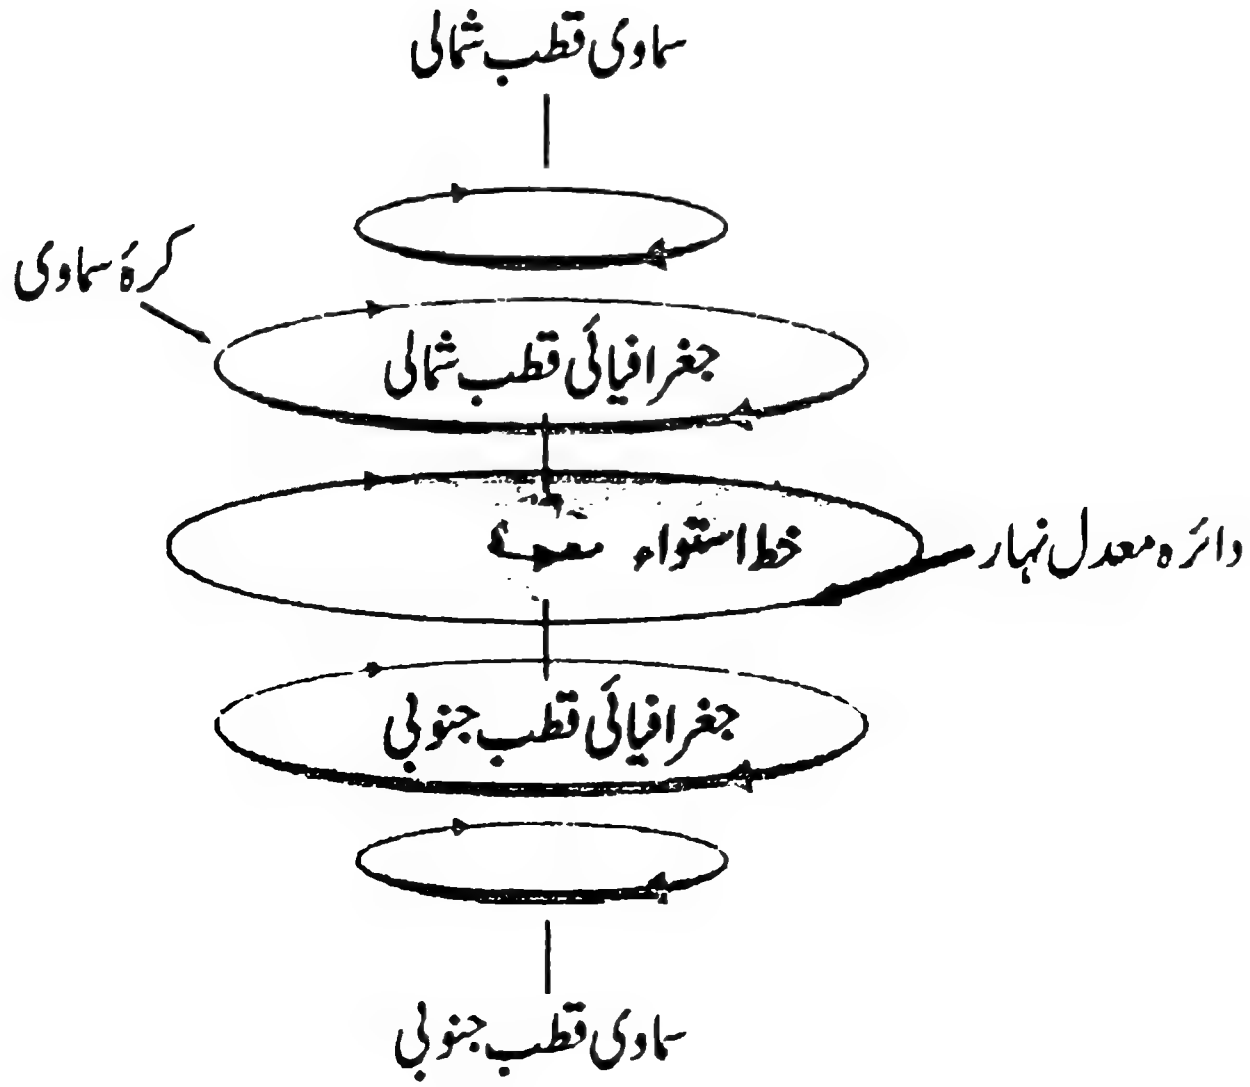 سماوی قطب شمالی
کرۂ سماوی
جغرافیائی قطب شمالی
خط استواء
دائرہ معدل نہار
جغرافیائی قطب جنوبی
سماوی قطب جنوبی